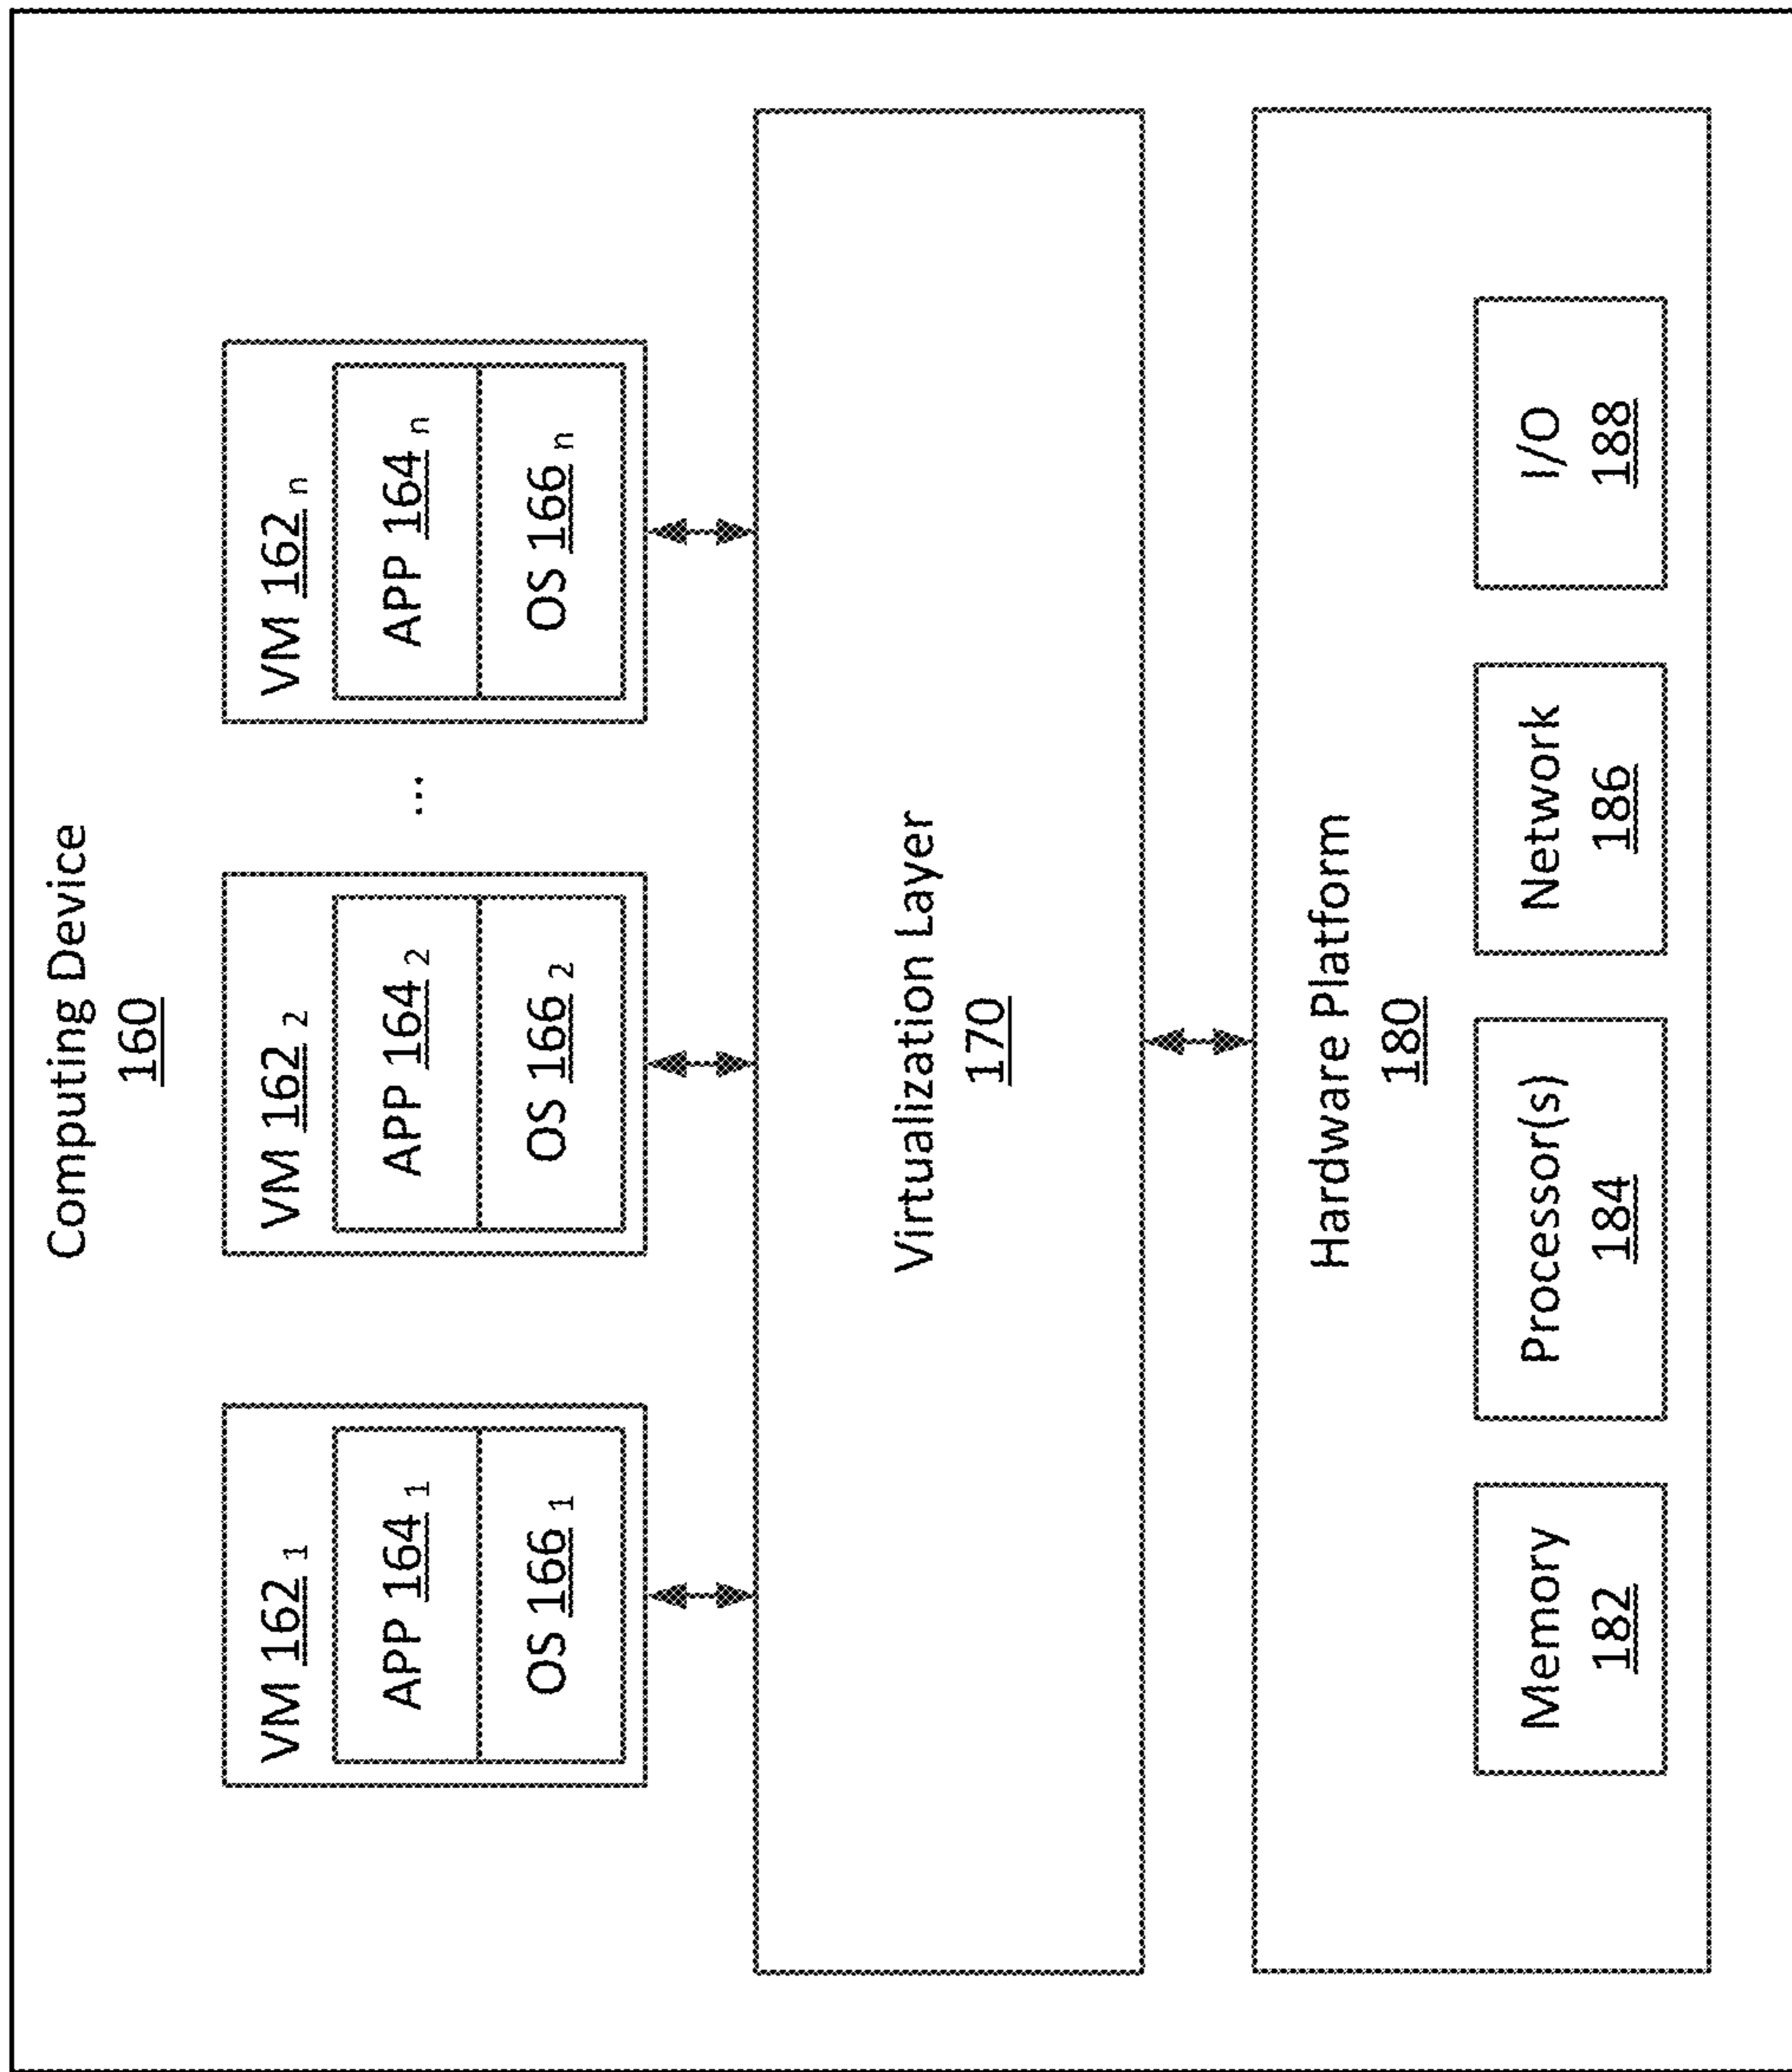 Computing Device
160
VM 162 1
APP 164 1
OS 166 1
VM 162 2
APP 164 2
OS 166 2
...
VM 162 n
APP 164 n
OS 166 n
Virtualization Layer
170
Hardware Platform
180
Memory
182
Processor(s)
184
Network
186
I/O
188